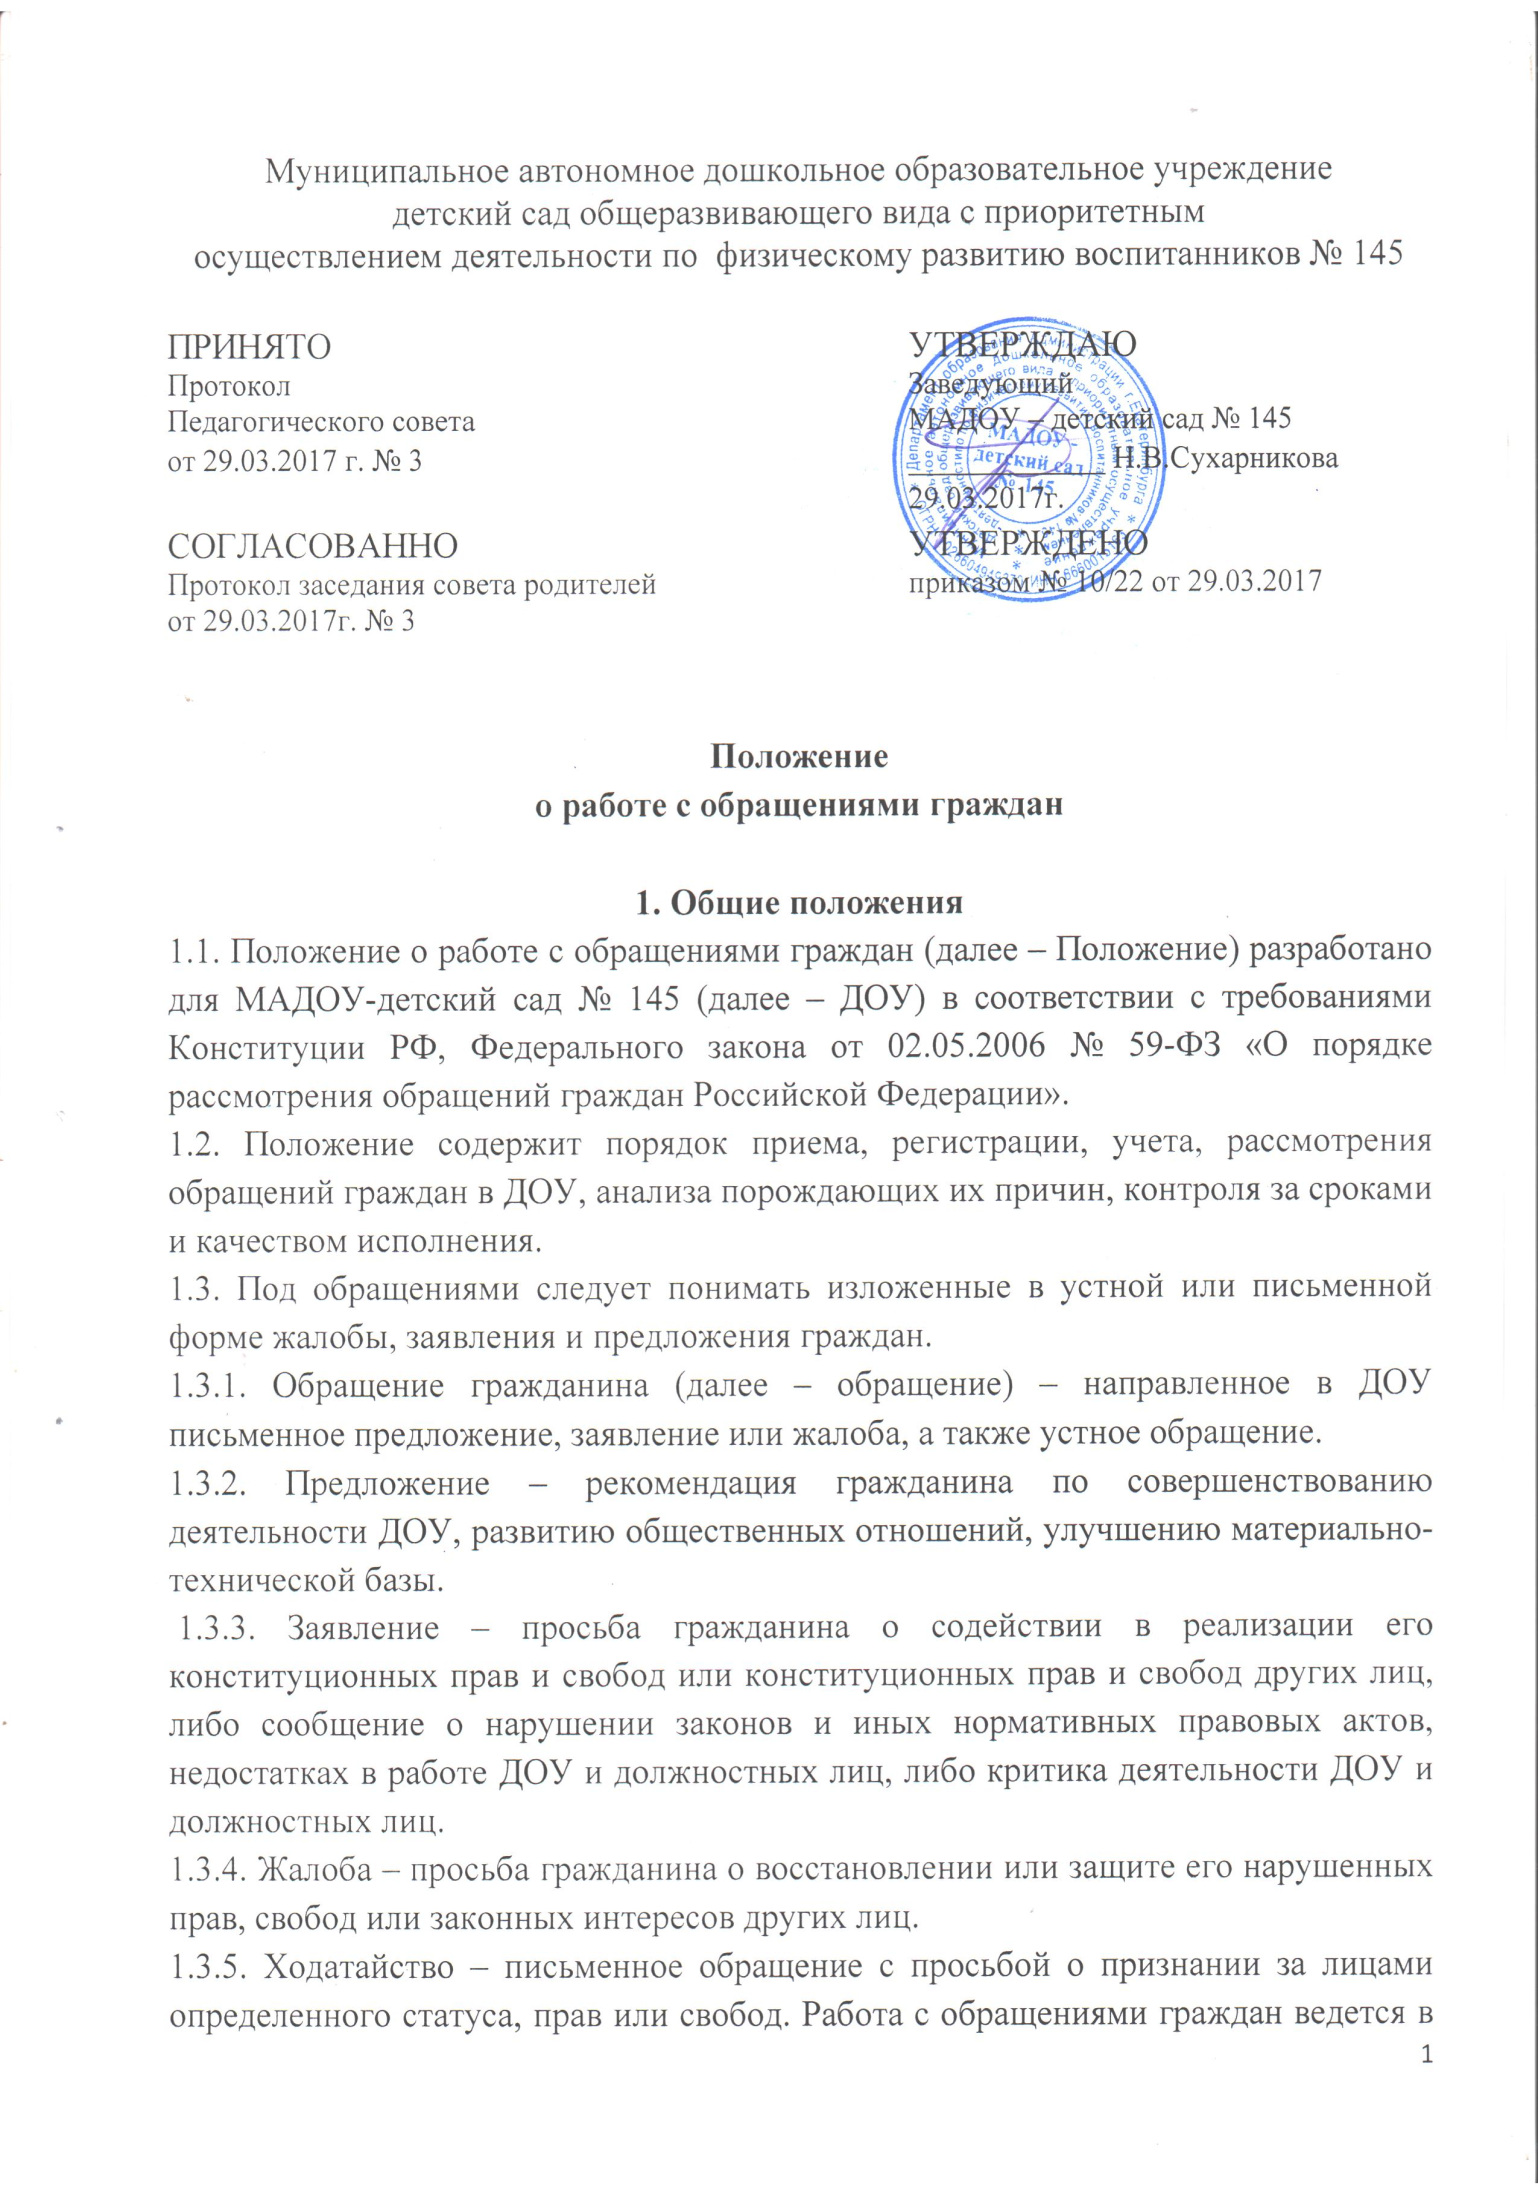 Муниципальное автономное дошкольное образовательное учреждение
детский сад общеразвивающего вида с приоритетным
осуществлением деятельности по физическому развитию воспитанников № 145
ПРИНЯТО
Протокол
Педагогического совета
от 29.03.2017 г. № 3
СОГЛАСОВАННО
Протокол заседания совета родителей
от 29.03.2017г. № 3
УТВЕРЖДАЮ
Заведующий
МАДОУ – детский сад № 145
Н.В.Сухарникова
29.03.2017г.
УТВЕРЖДЕНО
приказом № 10/22 от 29.03.2017
МАДОУ -
детский сад
№ 145
Положение
о работе с обращениями граждан
1. Общие положения
1.1. Положение о работе с обращениями граждан (далее – Положение) разработано
для МАДОУ-детский сад № 145 (далее – ДОУ) в соответствии с требованиями
Конституции РФ, Федерального закона от 02.05.2006 № 59-ФЗ «О порядке
рассмотрения обращений граждан Российской Федерации».
1.2. Положение содержит порядок приема, регистрации, учета, рассмотрения
обращений граждан в ДОУ, анализа порождающих их причин, контроля за сроками
и качеством исполнения.
1.3. Под обращениями следует понимать изложенные в устной или письменной
форме жалобы, заявления и предложения граждан.
1.3.1. Обращение гражданина (далее – обращение) – направленное в ДОУ
письменное предложение, заявление или жалоба, а также устное обращение.
1.3.2. Предложение – рекомендация гражданина по совершенствованию
деятельности ДОУ, развитию общественных отношений, улучшению материально-
технической базы.
1.3.3. Заявление – просьба гражданина о содействии в реализации его
конституционных прав и свобод или конституционных прав и свобод других лиц,
либо сообщение о нарушении законов и иных нормативных правовых актов,
недостатках в работе ДОУ и должностных лиц, либо критика деятельности ДОУ и
должностных лиц.
1.3.4. Жалоба – просьба гражданина о восстановлении или защите его нарушенных
прав, свобод или законных интересов других лиц.
1.3.5. Ходатайство – письменное обращение с просьбой о признании за лицами
определенного статуса, прав или свобод. Работа с обращениями граждан ведется в
1